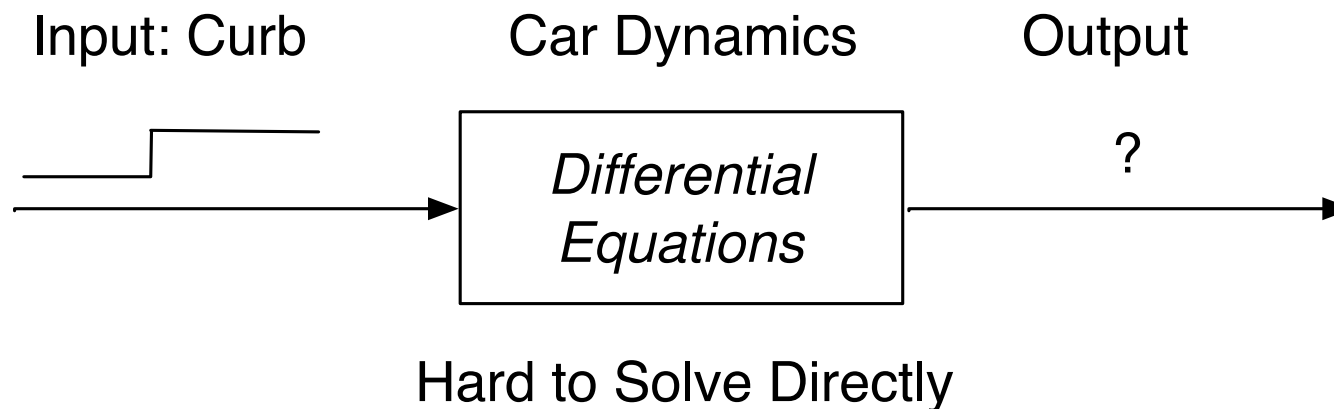 Input: Curb
Car Dynamics
Output
Differential
Equations
?
Hard to Solve Directly